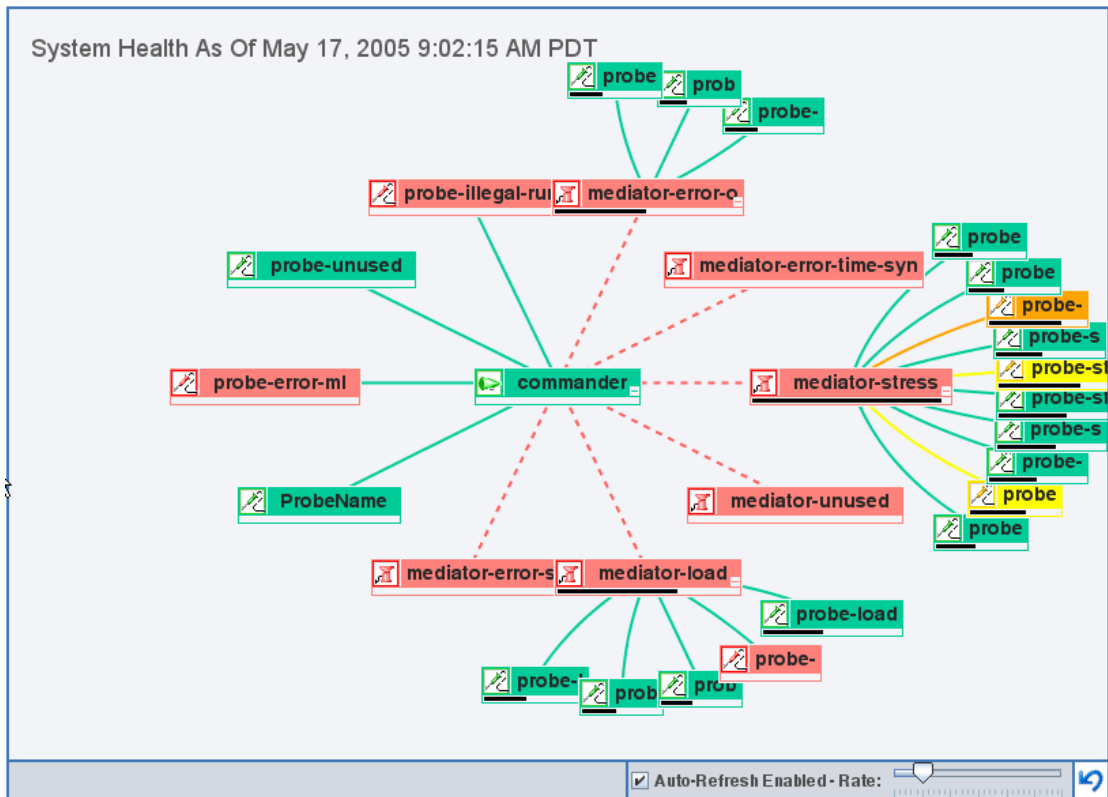 System Health As Of May 17, 2005 9:02:15 AM PDT
probe
prob
probe-
probe-illegal-rur
mediator-error-o
probe
probe-unused
mediator-error-time-syn
probe
probe-
probe-s
probe-error-ml
commander
mediator-stress
probe-st
probe-st
probe-s
probe-
ProbeName
mediator-unused
probe
probe
mediator-error-s
mediator-load
probe-load
probe-
probe-l
prob
prob
Auto-Refresh Enabled - Rate: